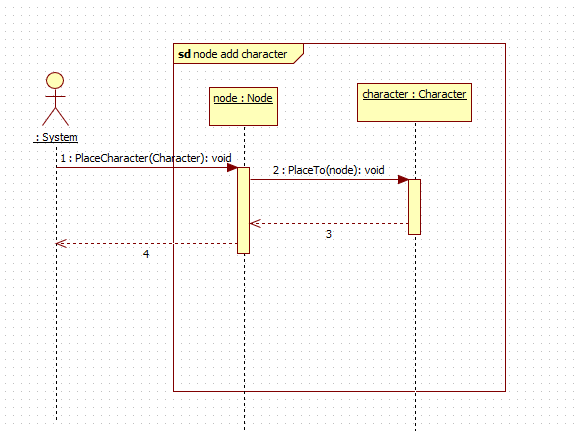 sd node add character
node : Node
character : Character
: System
1 : PlaceCharacter(Character): void
2 : PlaceTo(node): void
3
4